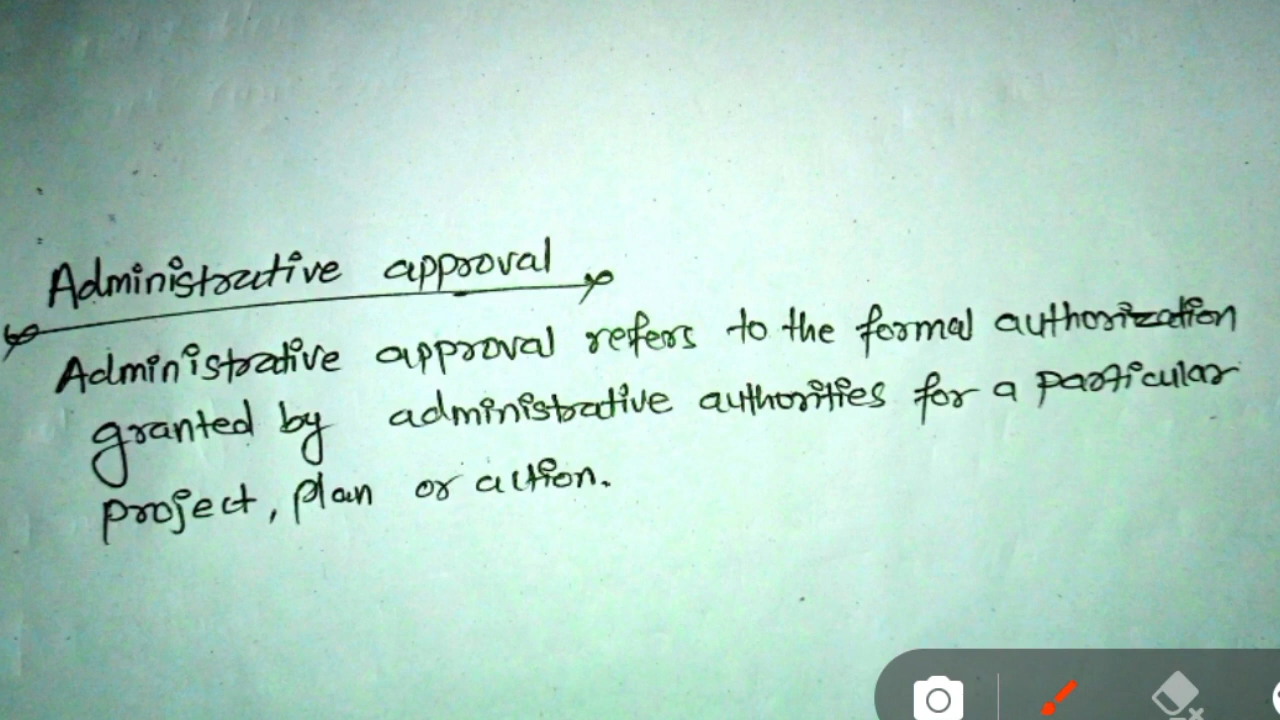 Administrative approval
Administrative approval refers to the formal authorization
granted by administrative authorities for a particular
project, plan or action.